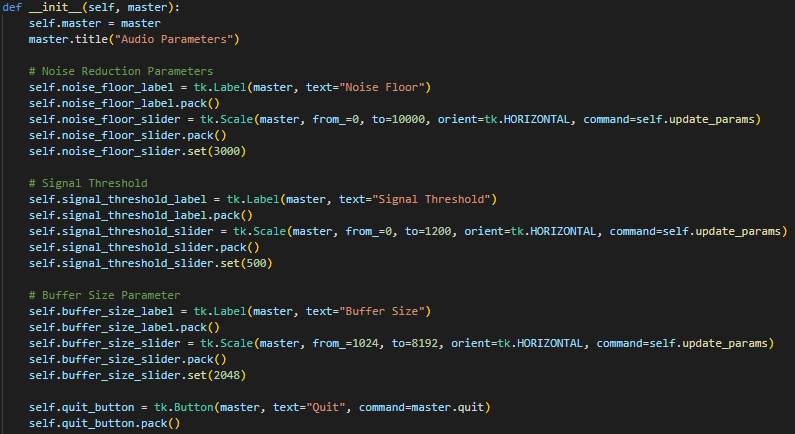 def __init__(self, master):
    self.master = master
    master.title("Audio Parameters")

    # Noise Reduction Parameters
    self.noise_floor_label = tk.Label(master, text="Noise Floor")
    self.noise_floor_label.pack()
    self.noise_floor_slider = tk.Scale(master, from_=0, to=10000, orient=tk.HORIZONTAL, command=self.update_params)
    self.noise_floor_slider.pack()
    self.noise_floor_slider.set(3000)

    # Signal Threshold
    self.signal_threshold_label = tk.Label(master, text="Signal Threshold")
    self.signal_threshold_label.pack()
    self.signal_threshold_slider = tk.Scale(master, from_=0, to=1200, orient=tk.HORIZONTAL, command=self.update_params)
    self.signal_threshold_slider.pack()
    self.signal_threshold_slider.set(500)

    # Buffer Size Parameter
    self.buffer_size_label = tk.Label(master, text="Buffer Size")
    self.buffer_size_label.pack()
    self.buffer_size_slider = tk.Scale(master, from_=1024, to=8192, orient=tk.HORIZONTAL, command=self.update_params)
    self.buffer_size_slider.pack()
    self.buffer_size_slider.set(2048)

    self.quit_button = tk.Button(master, text="Quit", command=master.quit)
    self.quit_button.pack()